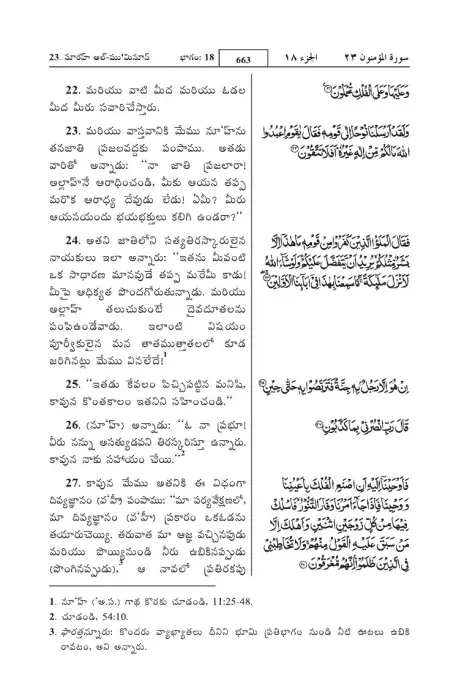 23. సూరహ్ అల్-ము'మినూన్ భాగం: 18 663 الجزء ١٨ سورة المؤمنون ٢٣
22. మరియు వాటి మీద మరియు ఓడల
మీద మీరు సవారిచేస్తారు.
وَعَلَيْهَا وَعَلَى الْفُلْكِ تُحْمَلُونَ ﴿٢٢﴾
23. మరియు వాస్తవానికి మేము నూ'హ్‌ను
తనజాతి ప్రజలవద్దకు పంపాము. అతడు
వారితో అన్నాడు: “నా జాతి ప్రజలారా!
అల్లాహ్‌నే ఆరాధించండి, మీకు ఆయన తప్ప
మరొక ఆరాధ్య దేవుడు లేడు! ఏమీ? మీరు
ఆయనయందు భయభక్తులు కలిగి ఉండరా?”
وَلَقَدْ أَرْسَلْنَا نُوحًا إِلَى قَوْمِهِ فَقَالَ يَقَوْمِ اعْبُدُوا
اللَّهَ مَا لَكُمْ مِنْ إِلَهٍ غَيْرُهُ أَفَلَا تَتَّقُونَ ﴿٢٣﴾
24. అతని జాతిలోని సత్యతిరస్కారులైన
నాయకులు ఇలా అన్నారు: “ఇతను మీవంటి
ఒక సాధారణ మానవుడే తప్ప మరేమీ కాడు!
మీపై ఆధిక్యత పొందగోరుతున్నాడు. మరియు
అల్లాహ్ తలుచుకుంటే దైవదూతలను
పంపిఉండేవాడు. ఇలాంటి విషయం
పూర్వీకులైన మన తాతముత్తాతలలో కూడ
జరిగినట్లు మేము వినలేదే!1
فَقَالَ الْمَلَؤُا الَّذِينَ كَفَرُوا مِنْ قَوْمِهِ مَا هَذَا إِلَّا
بَشَرٌ مِثْلُكُمْ يُرِيدُ أَنْ يَتَفَضَّلَ عَلَيْكُمْ وَلَوْ شَاءَ اللَّهُ
لَأَنْزَلَ مَلَائِكَةً مَا سَمِعْنَا بِهَذَا فِي آبَائِنَا الْأَوَّلِينَ ﴿٢٤﴾
25. “ఇతడు కేవలం పిచ్చిపట్టిన మనిషి,
కావున కొంతకాలం ఇతనిని సహించండి.”
إِنْ هُوَ إِلَّا رَجُلٌ بِهِ جِنَّةٌ فَتَرَبَّصُوا بِهِ حَتَّى حِينٍ ﴿٢٥﴾
26. (నూ'హ్) అన్నాడు: “ఓ నా ప్రభూ!
వీరు నన్ను అసత్యుడవని తిరస్కరిస్తూ ఉన్నారు.
కావున నాకు సహాయం చేయి.”2
قَالَ رَبِّ انْصُرْنِي بِمَا كَذَّبُونِ ﴿٢٦﴾
27. కావున మేము అతనికి ఈ విధంగా
దివ్యజ్ఞానం (వ'హీ) పంపాము: “మా పర్యవేక్షణలో,
మా దివ్యజ్ఞానం (వ'హీ) ప్రకారం ఒకఓడను
తయారుచెయ్యి. తరువాత మా ఆజ్ఞ వచ్చినపుడు
మరియు పొయ్యినుండి నీరు ఉబికినప్పుడు
(పొంగినప్పుడు),3 ఆ నావలో ప్రతిరకపు
فَأَوْحَيْنَا إِلَيْهِ أَنِ اصْنَعِ الْفُلْكَ بِأَعْيُنِنَا
وَوَحْيِنَا فَإِذَا جَاءَ أَمْرُنَا وَفَارَ التَّنُّورُ فَاسْلُكْ
فِيهَا مِنْ كُلٍّ زَوْجَيْنِ اثْنَيْنِ وَأَهْلَكَ إِلَّا
مَنْ سَبَقَ عَلَيْهِ الْقَوْلُ مِنْهُمْ وَلَا تُخَاطِبْنِي
فِي الَّذِينَ ظَلَمُوا إِنَّهُمْ مُغْرَقُونَ ﴿٢٧﴾
1. నూ'హ్ ('అ.స.) గాథ కొరకు చూడండి, 11:25-48.
2. చూడండి, 54:10.
3. ఫారత్తన్నూరు: కొందరు వ్యాఖ్యాతలు దీనిని భూమి ప్రతిభాగం నుండి నీటి ఊటలు ఉబికి
రావటం, అని అన్నారు.